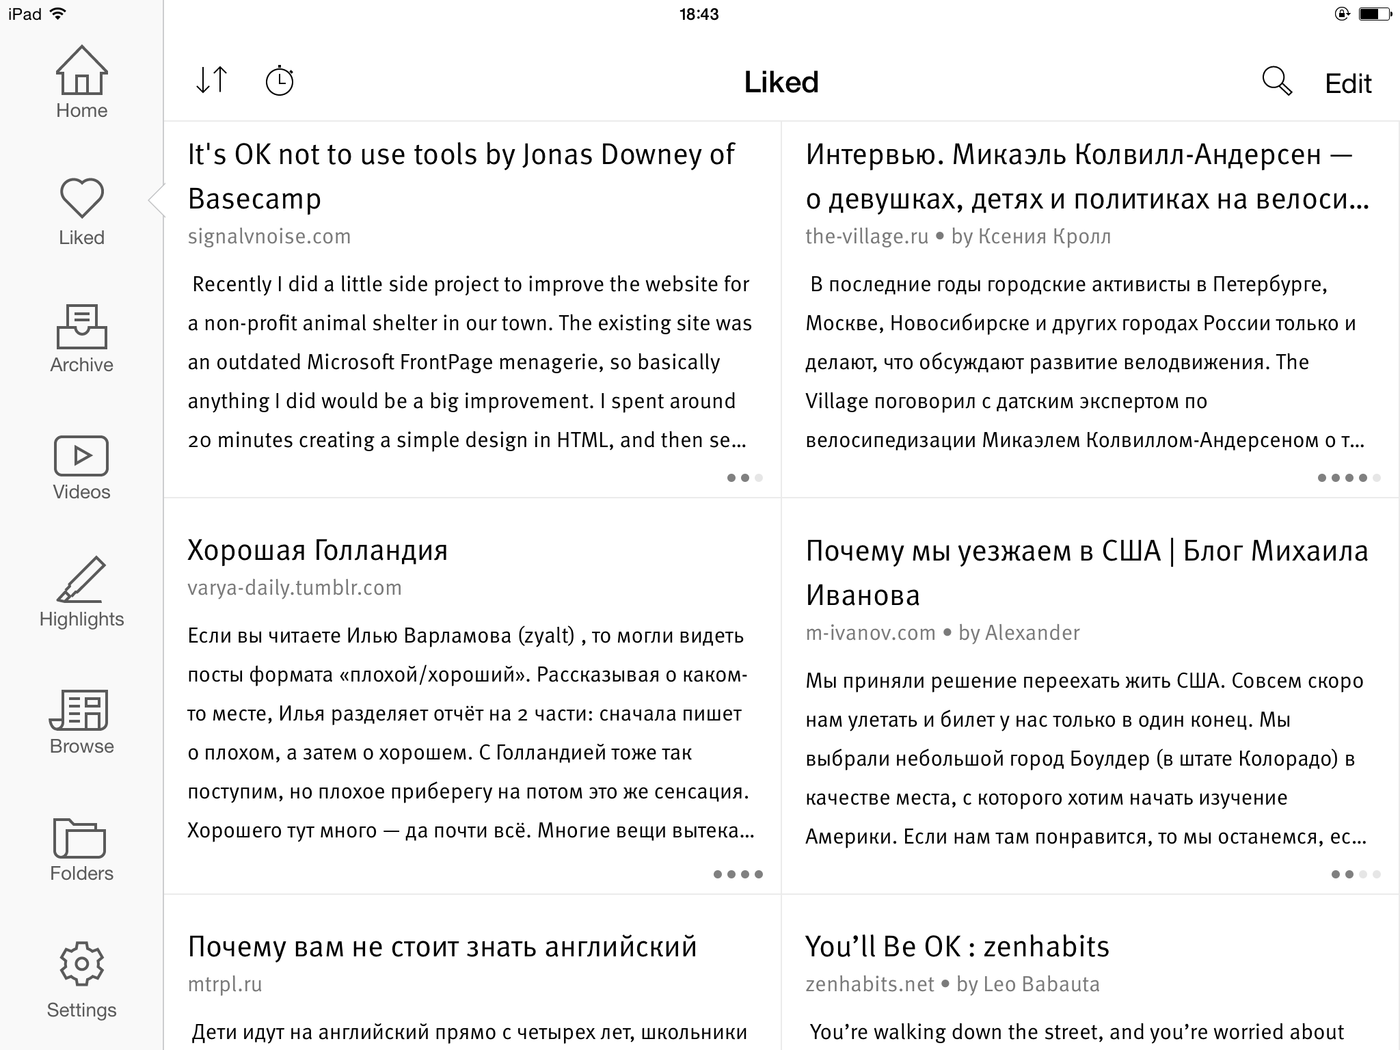 iPad
18:43
Home
Liked
Archive
Videos
Highlights
Browse
Folders
Settings
Liked
Edit
It's OK not to use tools by Jonas Downey of
Basecamp
signalvnoise.com
Recently I did a little side project to improve the website for
a non-profit animal shelter in our town. The existing site was
an outdated Microsoft FrontPage menagerie, so basically
anything I did would be a big improvement. I spent around
20 minutes creating a simple design in HTML, and then se...
Интервью. Микаэль Колвилл-Андерсен —
о девушках, детях и политиках на велоси...
the-village.ru • by Ксения Кролл
В последние годы городские активисты в Петербурге,
Москве, Новосибирске и других городах России только и
делают, что обсуждают развитие велодвижения. The
Village поговорил с датским экспертом по
велосипедизации Микаэлем Колвиллом-Андерсеном о т...
Хорошая Голландия
varya-daily.tumblr.com
Если вы читаете Илью Варламова (zyalt) , то могли видеть
посты формата «плохой/хороший». Рассказывая о каком-
то месте, Илья разделяет отчёт на 2 части: сначала пишет
о плохом, а затем о хорошем. С Голландией тоже так
поступим, но плохое приберегу на потом это же сенсация.
Хорошего тут много — да почти всё. Многие вещи вытека...
Почему мы уезжаем в США | Блог Михаила
Иванова
m-ivanov.com • by Alexander
Мы приняли решение переехать жить США. Совсем скоро
нам улетать и билет у нас только в один конец. Мы
выбрали небольшой город Боулдер (в штате Колорадо) в
качестве места, с которого хотим начать изучение
Америки. Если нам там понравится, то мы останемся, ес...
Почему вам не стоит знать английский
mtrpl.ru
Дети идут на английский прямо с четырех лет, школьники
You’ll Be OK : zenhabits
zenhabits.net • by Leo Babauta
You’re walking down the street, and you’re worried about